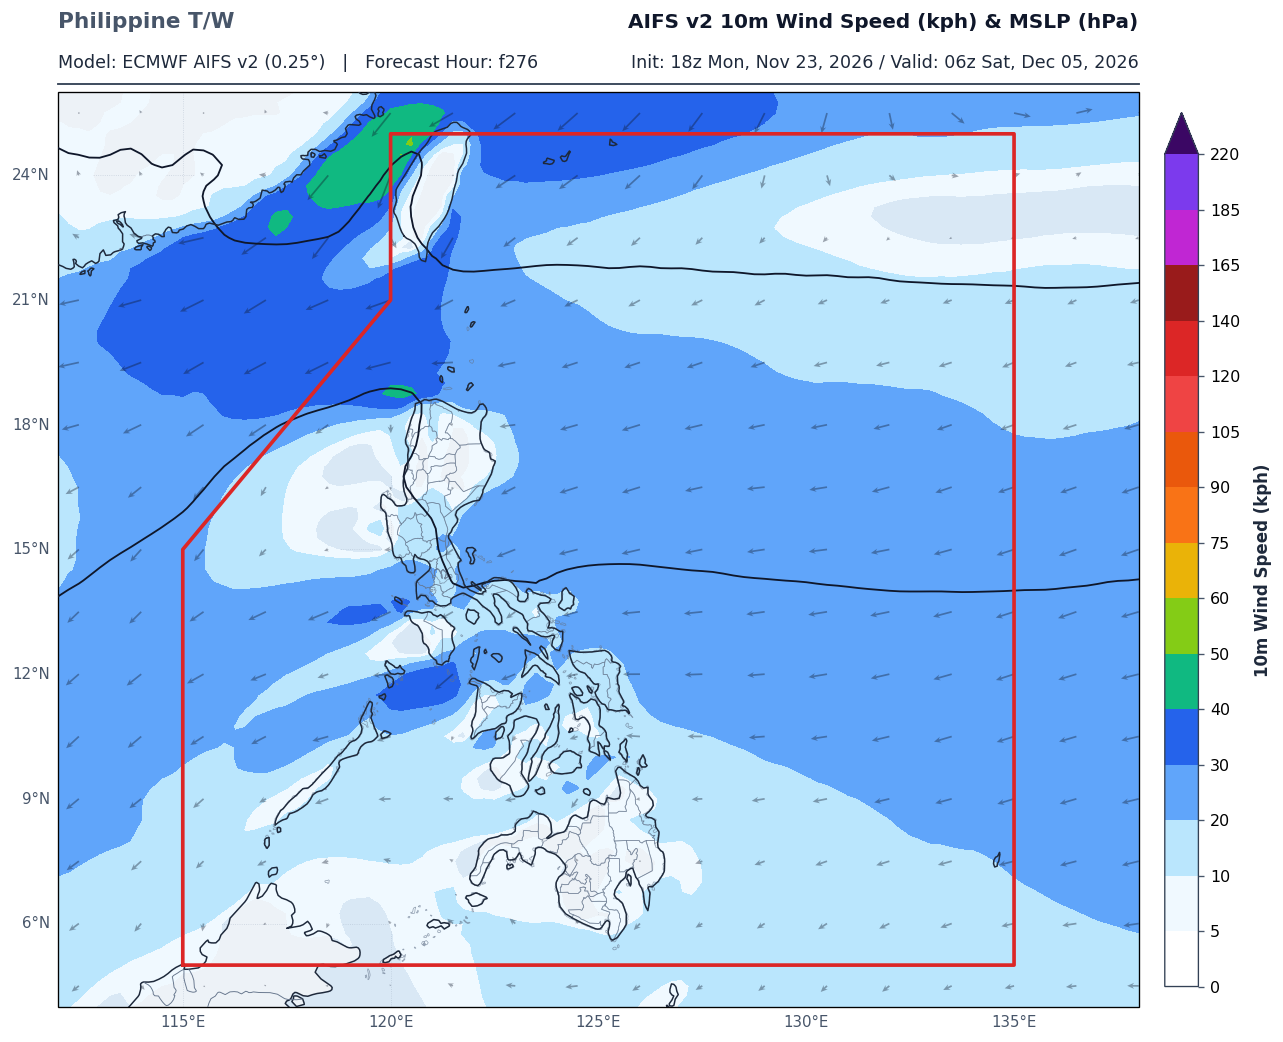 Philippine T/W
AIFS v2 10m Wind Speed (kph) & MSLP (hPa)
Model: ECMWF AIFS v2 (0.25°)   |   Forecast Hour: f276
Init: 18z Mon, Nov 23, 2026 / Valid: 06z Sat, Dec 05, 2026
24°N
21°N
18°N
15°N
12°N
9°N
6°N
115°E
120°E
125°E
130°E
135°E
220
185
165
140
120
105
90
75
60
50
40
30
20
10
5
0
10m Wind Speed (kph)